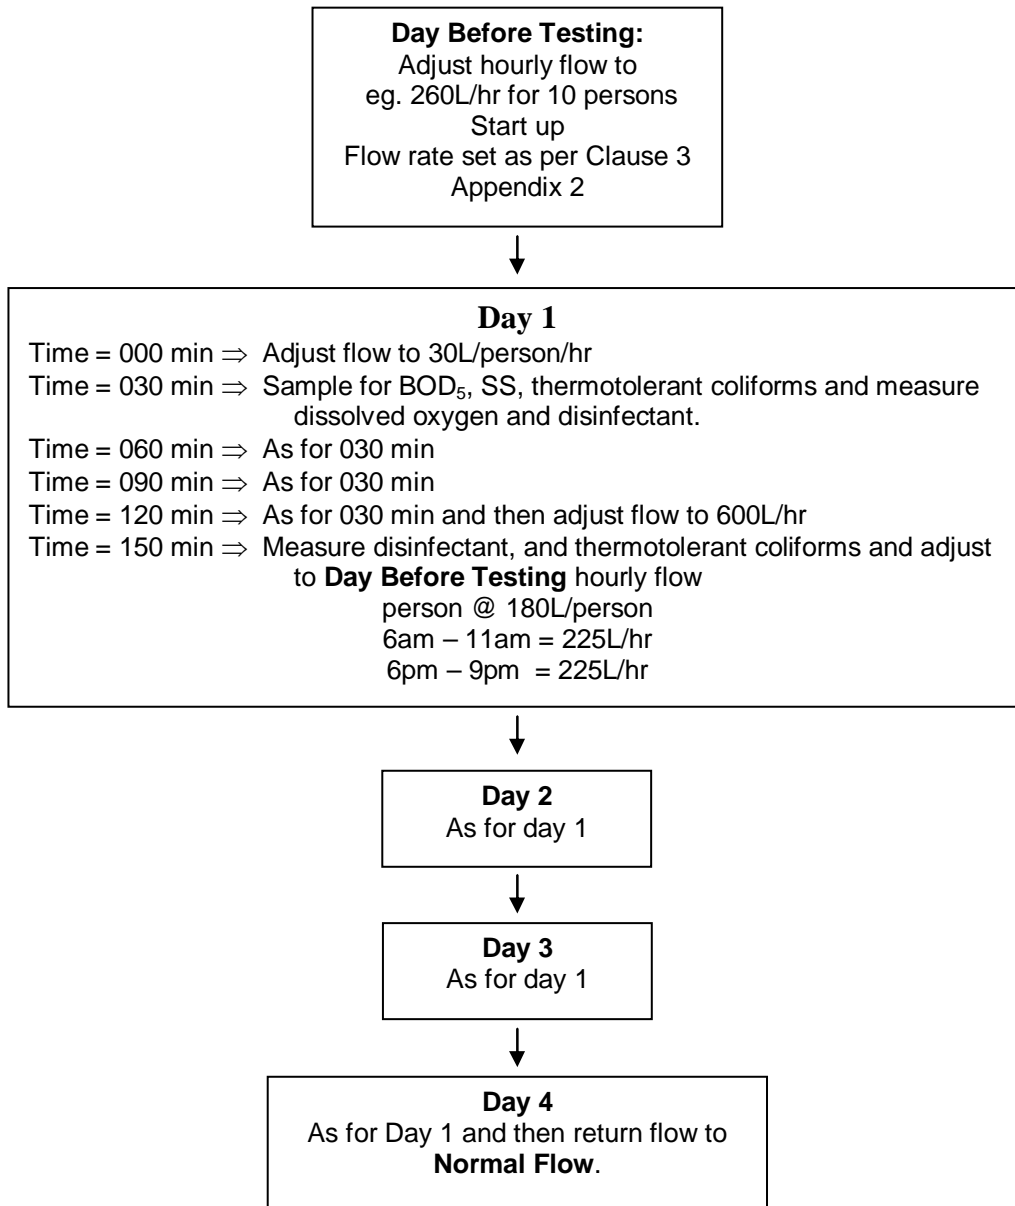 Day Before Testing:
Adjust hourly flow to
eg. 260L/hr for 10 persons
Start up
Flow rate set as per Clause 3
Appendix 2
Day 1
Time = 000 min ⇒ Adjust flow to 30L/person/hr
Time = 030 min ⇒ Sample for BOD₅, SS, thermotolerant coliforms and measure
dissolved oxygen and disinfectant.
Time = 060 min ⇒ As for 030 min
Time = 090 min ⇒ As for 030 min
Time = 120 min ⇒ As for 030 min and then adjust flow to 600L/hr
Time = 150 min ⇒ Measure disinfectant, and thermotolerant coliforms and adjust
to Day Before Testing hourly flow
person @ 180L/person
6am – 11am = 225L/hr
6pm – 9pm = 225L/hr
Day 2
As for day 1
Day 3
As for day 1
Day 4
As for Day 1 and then return flow to
Normal Flow.